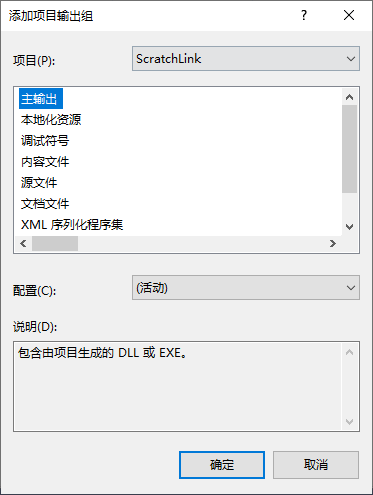 添加项目输出组
项目(P):
ScratchLink
主输出
本地化资源
调试符号
内容文件
源文件
文档文件
XML 序列化程序集
配置(C):
(活动)
说明(D):
包含由项目生成的 DLL 或 EXE。
确定
取消